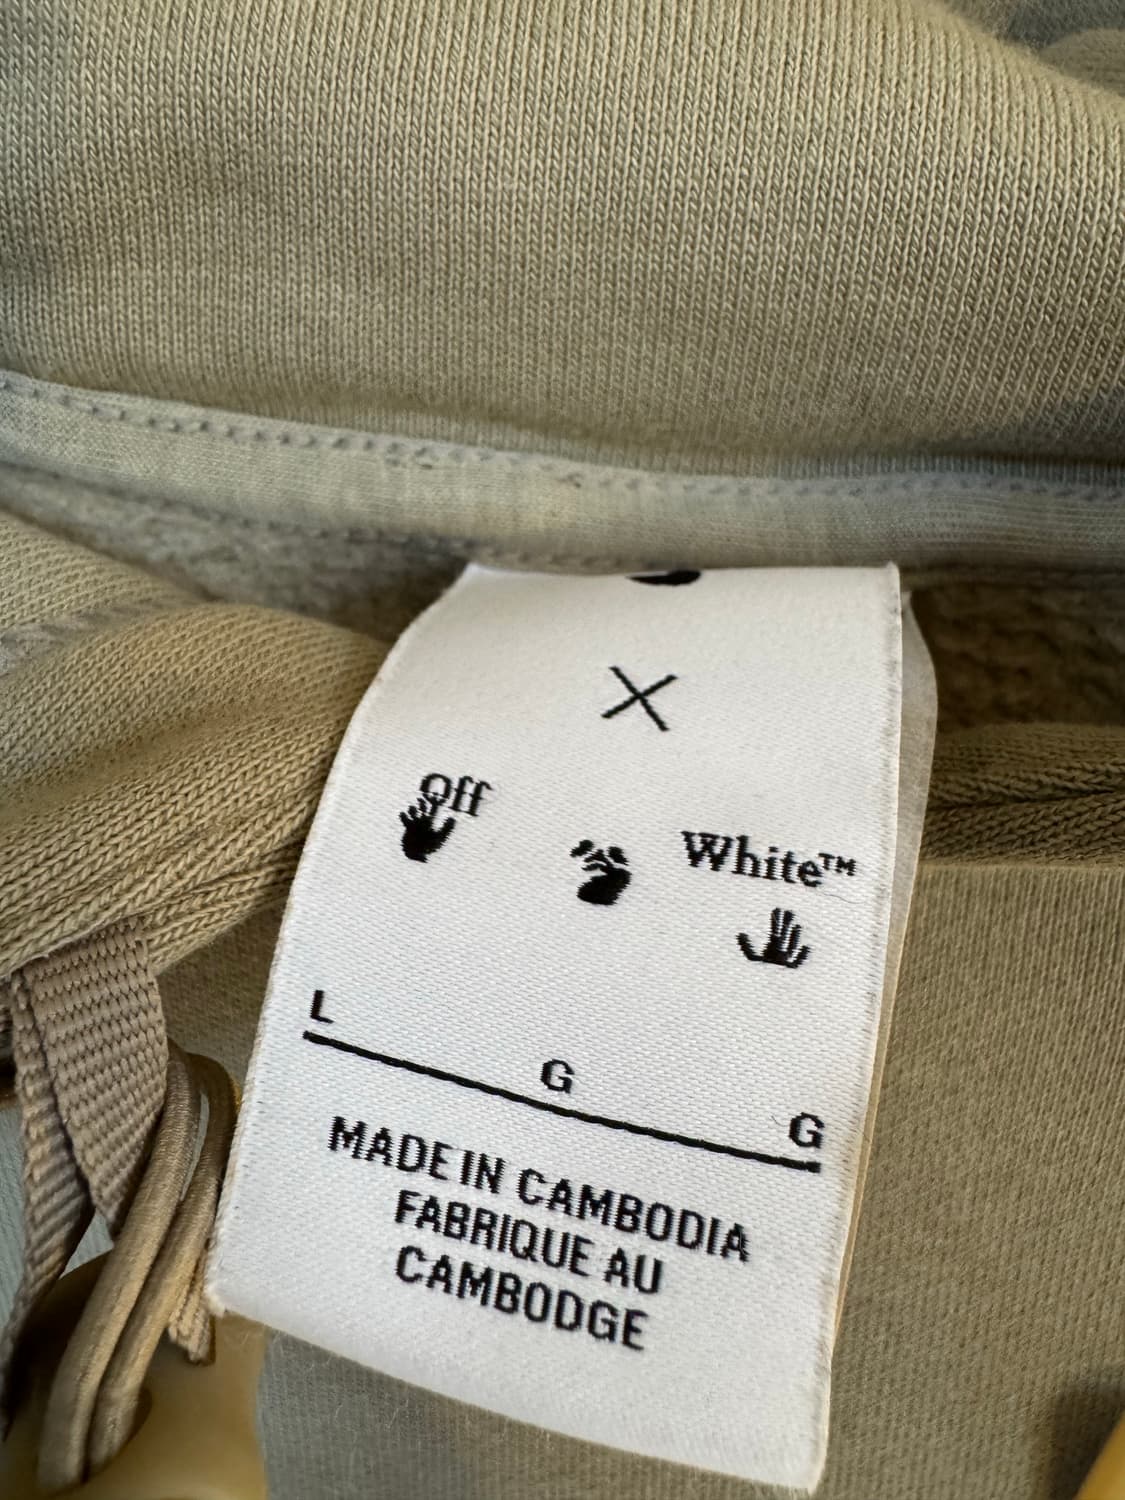 X
Off
White™
L G G
MADE IN CAMBODIA
FABRIQUE AU
CAMBODGE